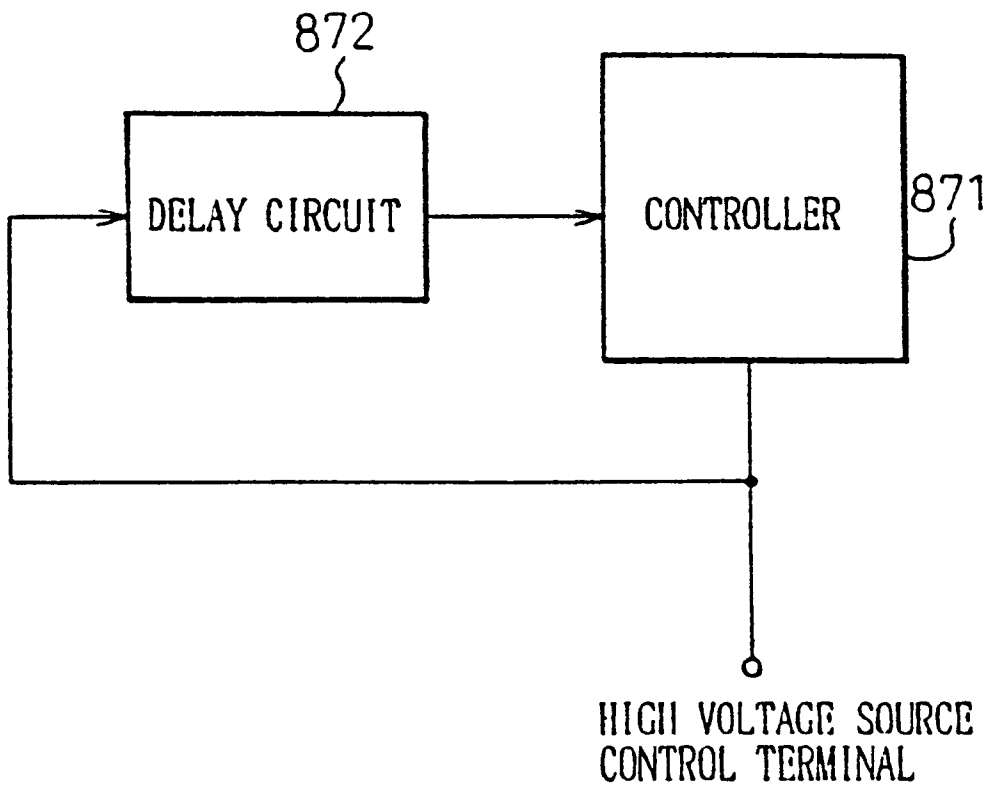 872
DELAY CIRCUIT
CONTROLLER
871
HIGH VOLTAGE SOURCE
CONTROL TERMINAL